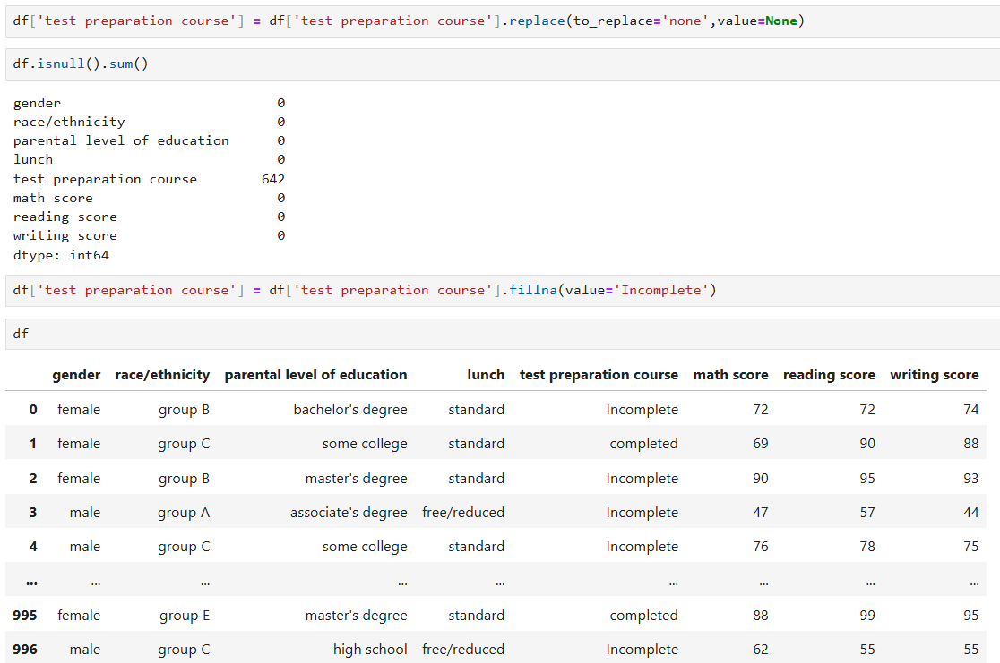 df['test preparation course'] = df['test preparation course'].replace(to_replace='none',value=None)
df.isnull().sum()
gender 0
race/ethnicity 0
parental level of education 0
lunch 0
test preparation course 642
math score 0
reading score 0
writing score 0
dtype: int64
df['test preparation course'] = df['test preparation course'].fillna(value='Incomplete')
df
gender race/ethnicity parental level of education lunch test preparation course math score reading score writing score
0 female group B bachelor's degree standard Incomplete 72 72 74
1 female group C some college standard completed 69 90 88
2 female group B master's degree standard Incomplete 90 95 93
3 male group A associate's degree free/reduced Incomplete 47 57 44
4 male group C some college standard Incomplete 76 78 75
... ... ... ... ... ... ... ... ...
995 female group E master's degree standard completed 88 99 95
996 male group C high school free/reduced Incomplete 62 55 55